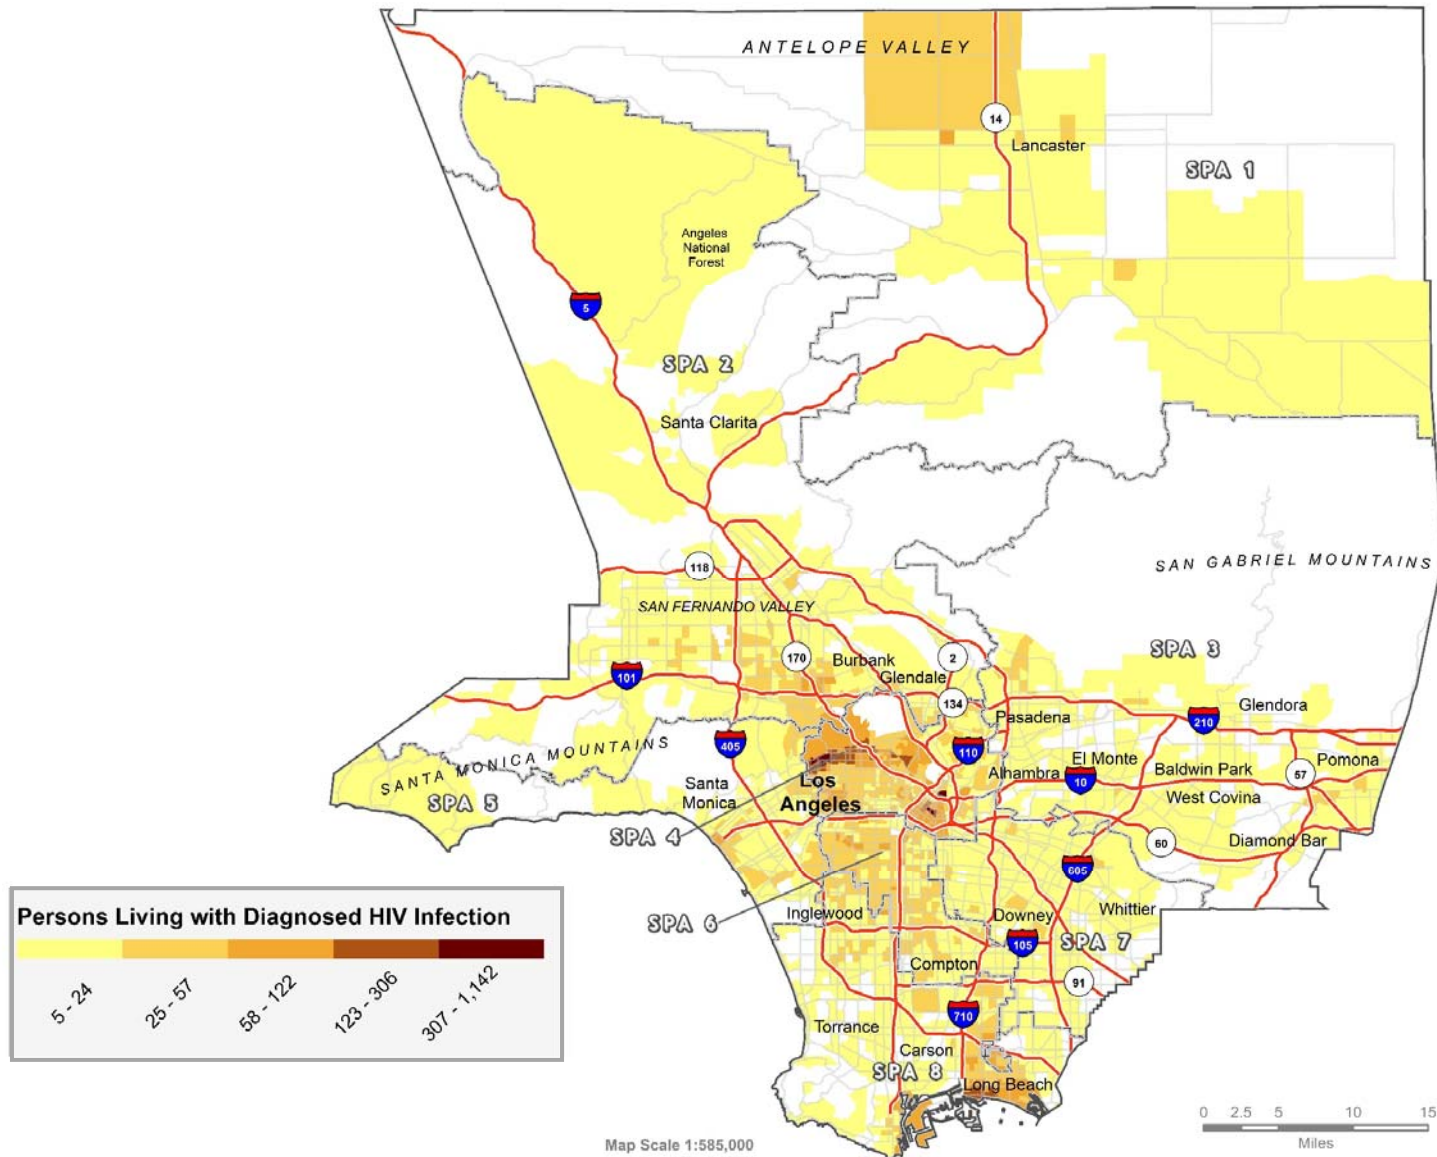 ANTELOPE VALLEY
14
Lancaster
SPA 1
Angeles
National
Forest
5
SPA 2
Santa Clarita
SAN GABRIEL MOUNTAINS
118
SAN FERNANDO VALLEY
SPA 3
170
Burbank
2
Glendale
101
134
Pasadena
210
Glendora
405
110
SANTA MONICA MOUNTAINS
El Monte
Alhambra
10
Baldwin Park
57
Pomona
Santa
Monica
Los
Angeles
West Covina
SPA 5
SPA 4
60
Diamond Bar
605
Persons Living with Diagnosed HIV Infection
5 - 24
25 - 57
58 - 122
123 - 306
307 - 1,142
SPA 6
Inglewood
Downey
Whittier
105
SPA 7
Compton
91
710
Torrance
Carson
SPA 8
Long Beach
Map Scale 1:585,000
0 2.5 5 10 15
Miles